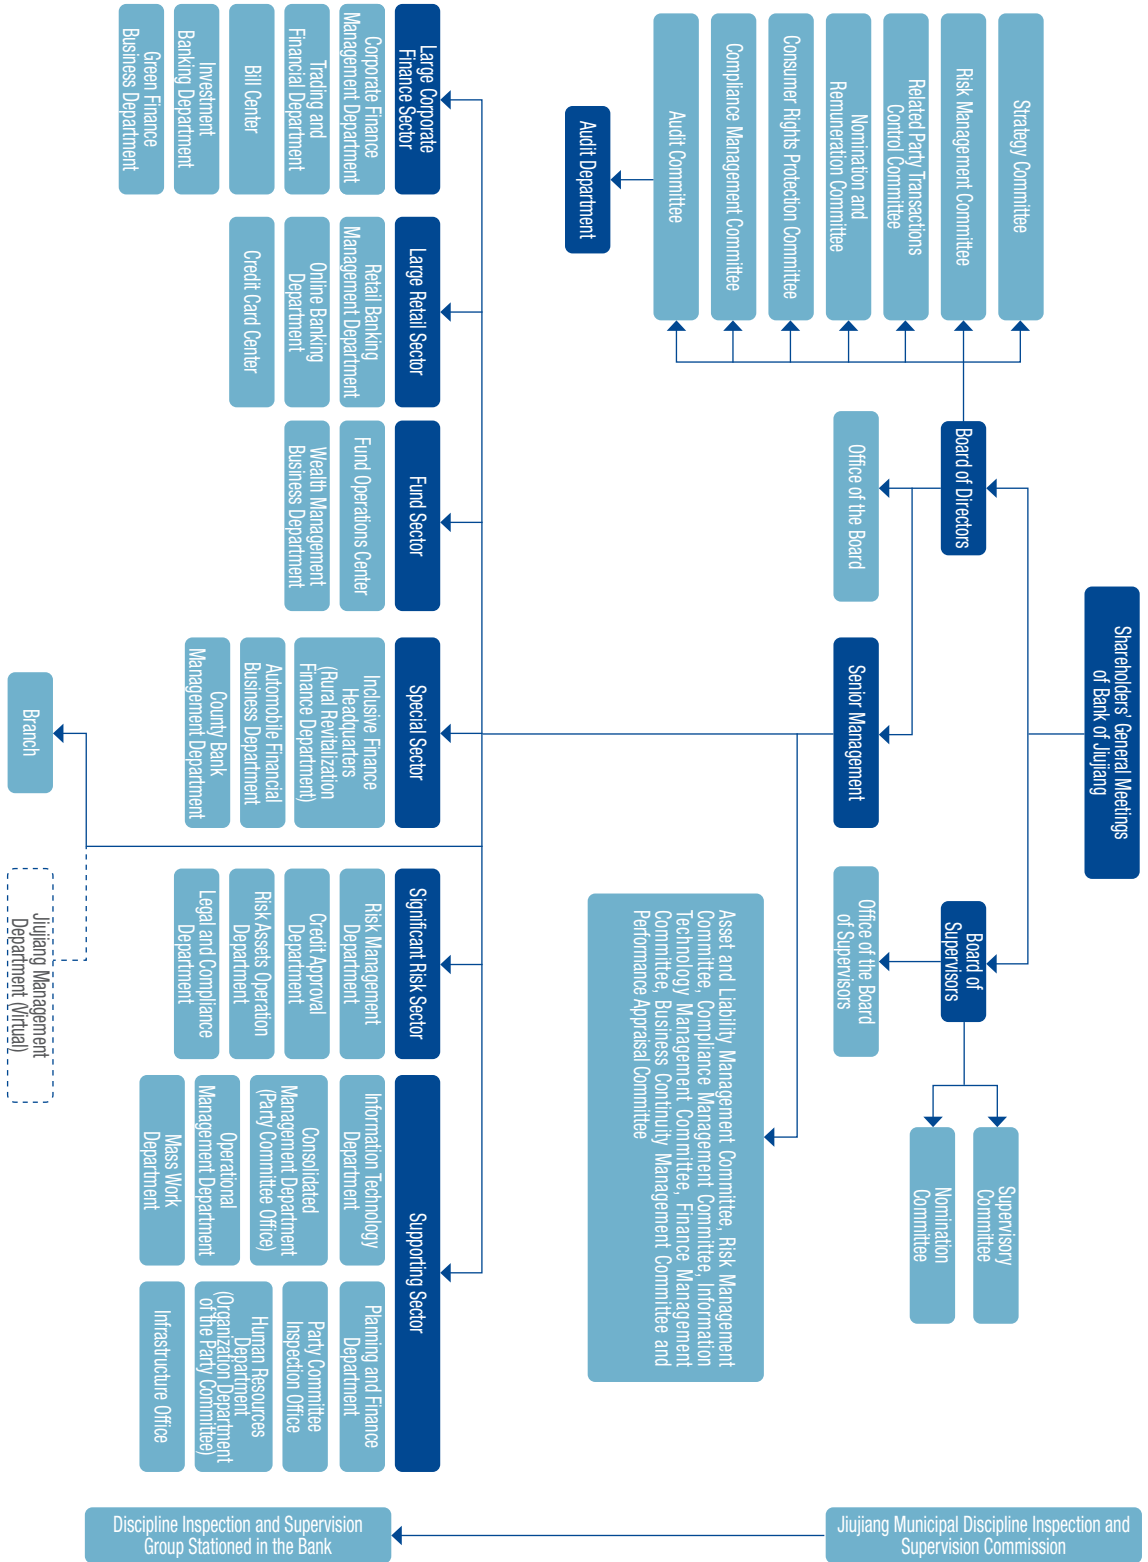 Shareholders' General Meetings
of Bank of Jiujiang
Board of Directors
Board of
Supervisors
Strategy Committee
Risk Management Committee
Related Party Transactions
Control Committee
Nomination and
Remuneration Committee
Consumer Rights Protection Committee
Compliance Management Committee
Audit Committee
Audit Department
Office of the Board
Senior Management
Office of the Board
of Supervisors
Supervisory
Committee
Nomination
Committee
Asset and Liability Management Committee, Risk Management
Committee, Compliance Management Committee, Information
Technology Management Committee, Finance Management
Committee, Business Continuity Management Committee and
Performance Appraisal Committee
Large Corporate
Finance Sector
Corporate Finance
Management Department
Trading and
Financial Department
Bill Center
Investment
Banking Department
Green Finance
Business Department
Large Retail Sector
Retail Banking
Management Department
Online Banking
Department
Credit Card Center
Fund Sector
Fund Operations Center
Wealth Management
Business Department
Special Sector
Inclusive Finance
Headquarters
(Rural Revitalization
Finance Department)
Automobile Financial
Business Department
County Bank
Management Department
Significant Risk Sector
Risk Management
Department
Credit Approval
Department
Risk Assets Operation
Department
Legal and Compliance
Department
Supporting Sector
Information Technology
Department
Consolidated
Management Department
(Party Committee Office)
Operational
Management Department
Mass Work
Department
Planning and Finance
Department
Party Committee
Inspection Office
Human Resources
Department
(Organization Department
of the Party Committee)
Infrastructure Office
Branch
Jiujiang Management
Department (Virtual)
Jiujiang Municipal Discipline Inspection and
Supervision Commission
Discipline Inspection and Supervision
Group Stationed in the Bank